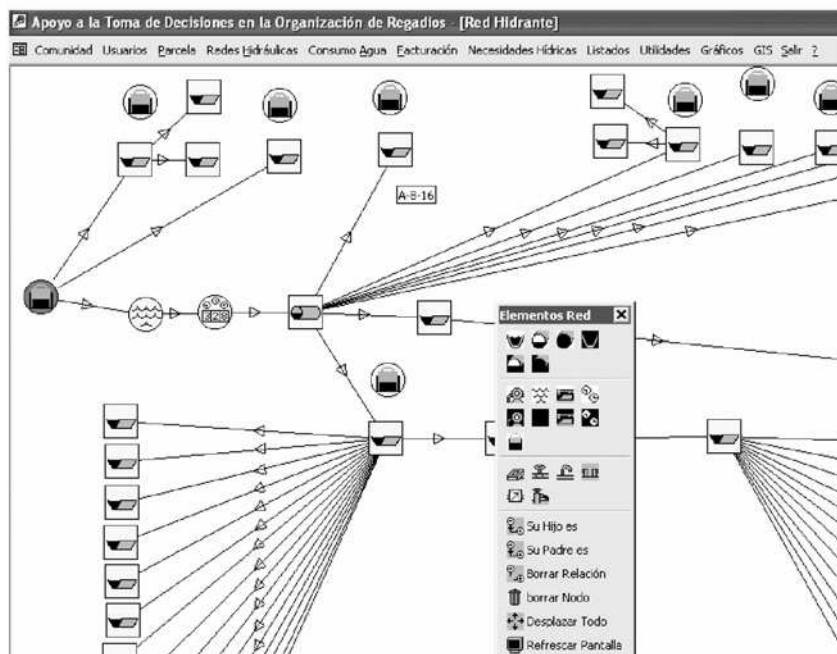 Apoyo a la Toma de Decisiones en la Organización de Regadios - [Red Hidrante]
Comunidad Usuarios Parcela Redes Hidráulicas Consumo Agua Facturación Necesidades Hídricas Listados Utilidades Gráficos GIS Salir ?
A-8-16
Elementos Red
Su Hijo es
Su Padre es
Borrar Relación
borrar Nodo
Desplazar Todo
Refrescar Pantalla